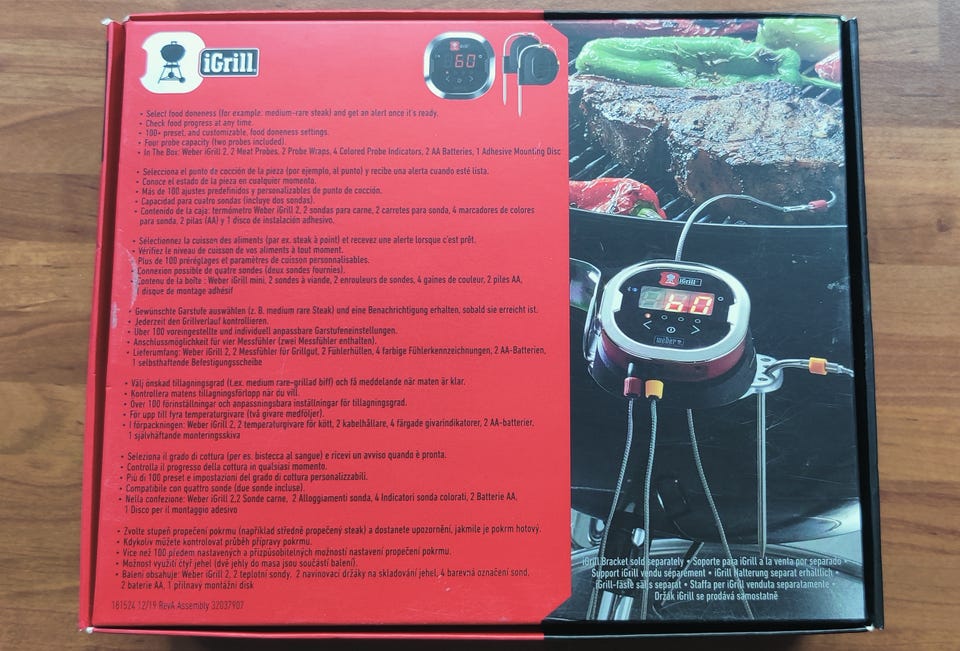 iGrill
60
• Select food doneness (for example: medium-rare steak) and get an alert once it's ready.
• Check food progress at any time.
• 100+ preset, and customizable, food doneness settings.
• Four probe capacity (two probes included).
• In The Box: Weber iGrill 2, 2 Meat Probes, 2 Probe Wraps, 4 Colored Probe Indicators, 2 AA Batteries, 1 Adhesive Mounting Disc
• Selecciona el punto de cocción de la pieza (por ejemplo, al punto) y recibe una alerta cuando esté lista.
• Conoce el estado de la pieza en cualquier momento.
• Más de 100 ajustes predefinidos y personalizables de punto de cocción.
• Capacidad para cuatro sondas (incluye dos sondas).
• Contenido de la caja: termómetro Weber iGrill 2, 2 sondas para carne, 2 carretes para sonda, 4 marcadores de colores
para sonda, 2 pilas (AA) y 1 disco de instalación adhesivo.
• Sélectionnez la cuisson des aliments (par ex. steak à point) et recevez une alerte lorsque c'est prêt.
• Vérifiez le niveau de cuisson de vos aliments à tout moment.
Plus de 100 préréglages et paramètres de cuisson personnalisables.
Connexion possible de quatre sondes (deux sondes fournies).
Contenu de la boîte : Weber iGrill mini, 2 sondes à viande, 2 enrouleurs de sondes, 4 gaines de couleur, 2 piles AA,
1 disque de montage adhésif
• Gewünschte Garstufe auswählen (z. B. medium rare Steak) und eine Benachrichtigung erhalten, sobald sie erreicht ist.
• Jederzeit den Grillverlauf kontrollieren.
• Über 100 voreingestellte und individuell anpassbare Garstufeneinstellungen.
• Anschlussmöglichkeit für vier Messfühler (zwei Messfühler enthalten).
• Lieferumfang: Weber iGrill 2, 2 Messfühler für Grillgut, 2 Fühlerhüllen, 4 farbige Fühlerkennzeichnungen, 2 AA-Batterien,
1 selbsthaftende Befestigungsscheibe
• Välj önskad tillagningsgrad (t.ex. medium rare-grillad biff) och få meddelande när maten är klar.
• Kontrollera matens tillagningsförlopp när du vill.
• Över 100 förinställningar och anpassningsbara inställningar för tillagningsgrad.
• För upp till fyra temperaturgivare (två givare medföljer).
• I förpackningen: Weber iGrill 2, 2 temperaturgivare för kött, 2 kabelhållare, 4 färgade givarindikatorer, 2 AA-batterier,
1 självhäftande monteringsskiva
• Seleziona il grado di cottura (per es. bistecca al sangue) e ricevi un avviso quando è pronta.
• Controlla il progresso della cottura in qualsiasi momento.
• Più di 100 preset e impostazioni del grado di cottura personalizzabili.
• Compatibile con quattro sonde (due sonde incluse).
• Nella confezione: Weber iGrill 2,2 Sonde carne, 2 Alloggiamenti sonda, 4 Indicatori sonda colorati, 2 Batterie AA,
1 Disco per il montaggio adesivo
• Zvolte stupeň propečení pokrmu (například středně propečený steak) a dostanete upozornění, jakmile je pokrm hotový.
• Kdykoliv můžete kontrolovat průběh přípravy pokrmu.
• Více než 100 předem nastavených a přizpůsobitelných možností nastavení propečení pokrmu.
• Možnost využití čtyř jehel (dvě jehly do masa jsou součástí balení).
• Balení obsahuje: Weber iGrill 2, 2 teplotní sondy, 2 navinovací držáky na skladování jehel, 4 barevná označení sond,
2 baterie AA, 1 přilnavý montážní disk
181524 12/19 RevA Assembly 32037907
iGrill
60
weber
iGrill Bracket sold separately • Soporte para iGrill a la venta por separado •
Support iGrill vendu séparément • iGrill Halterung separat erhältlich •
iGrill-fäste säljs separat • Staffa per iGrill venduta separatamente •
Držák iGrill se prodává samostatně